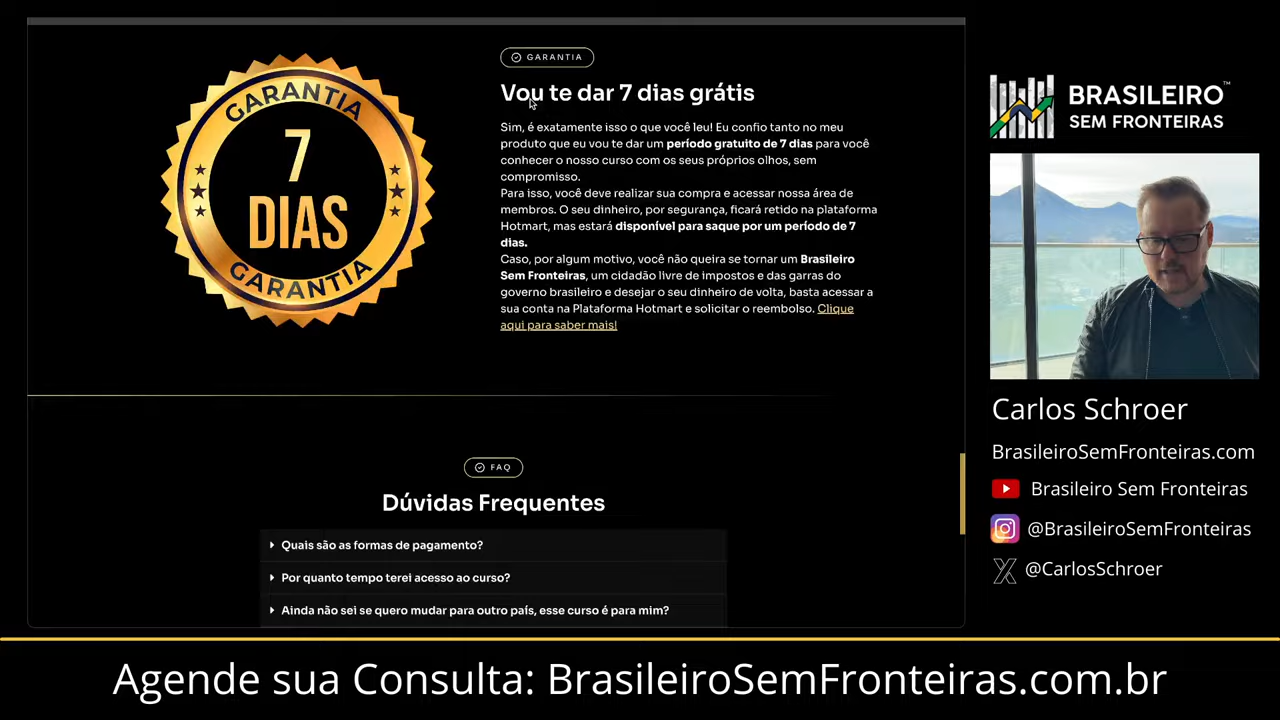 GARANTIA
7
DIAS
GARANTIA
GARANTIA
Vou te dar 7 dias grátis
Sim, é exatamente isso o que você leu! Eu confio tanto no meu
produto que eu vou te dar um período gratuito de 7 dias para você
conhecer o nosso curso com os seus próprios olhos, sem
compromisso.
Para isso, você deve realizar sua compra e acessar nossa área de
membros. O seu dinheiro, por segurança, ficará retido na plataforma
Hotmart, mas estará disponível para saque por um período de 7
dias.
Caso, por algum motivo, você não queira se tornar um Brasileiro
Sem Fronteiras, um cidadão livre de impostos e das garras do
governo brasileiro e desejar o seu dinheiro de volta, basta acessar a
sua conta na Plataforma Hotmart e solicitar o reembolso. Clique
aqui para saber mais!
FAQ
Dúvidas Frequentes
Quais são as formas de pagamento?
Por quanto tempo terei acesso ao curso?
Ainda não sei se quero mudar para outro país, esse curso é para mim?
BRASILEIRO™
SEM FRONTEIRAS
Carlos Schroer
BrasileiroSemFronteiras.com
Brasileiro Sem Fronteiras
@BrasileiroSemFronteiras
@CarlosSchroer
Agende sua Consulta: BrasileiroSemFronteiras.com.br